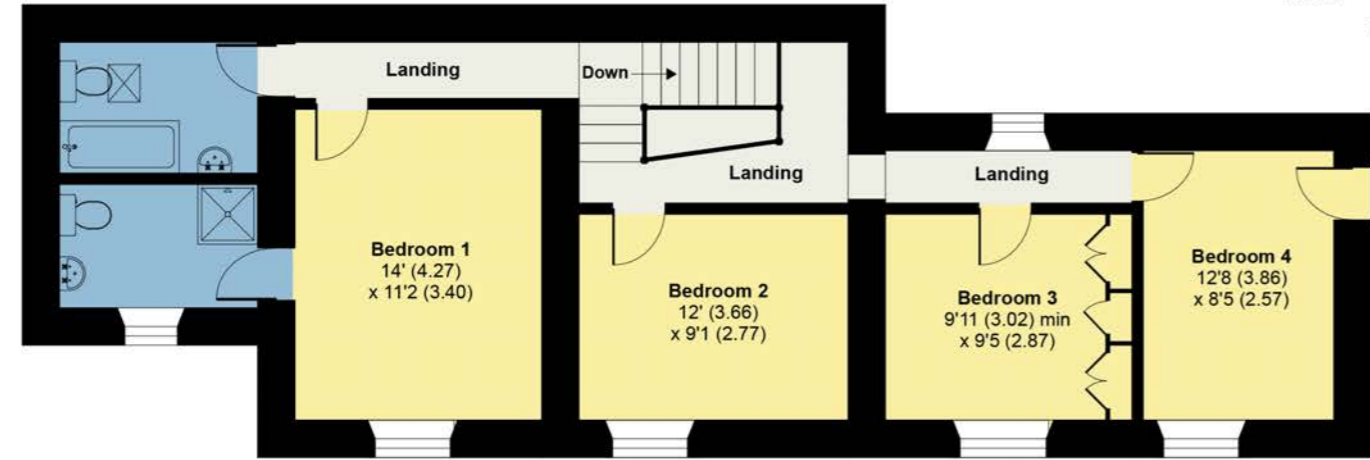 Landing
Down
Landing
Landing
Bedroom 1
14' (4.27)
x 11'2 (3.40)
Bedroom 2
12' (3.66)
x 9'1 (2.77)
Bedroom 3
9'11 (3.02) min
x 9'5 (2.87)
Bedroom 4
12'8 (3.86)
x 8'5 (2.57)